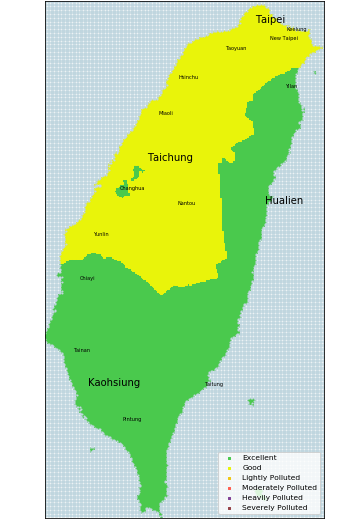 Taipei
Keelung
New Taipei
Taoyuan
Hsinchu
Yilan
Miaoli
Taichung
Changhua
Nantou
Hualien
Yunlin
Chiayi
Tainan
Kaohsiung
Taitung
Pintung
Excellent
Good
Lightly Polluted
Moderately Polluted
Heavily Polluted
Severely Polluted